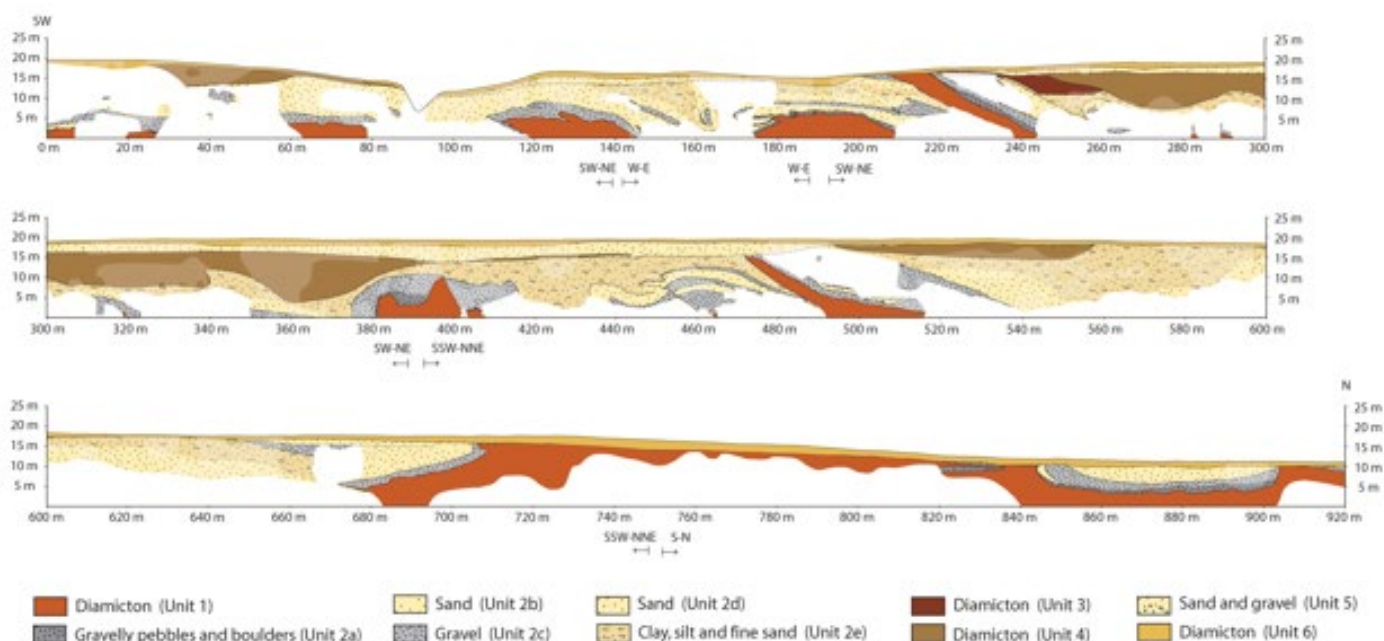 SW
25 m 25 m
20 m 20 m
15 m 15 m
10 m 10 m
5 m 5 m
0 m 20 m 40 m 60 m 80 m 100 m 120 m 140 m 160 m 180 m 200 m 220 m 240 m 260 m 280 m 300 m
SW-NE W-E W-E SW-NE
25 m 25 m
20 m 20 m
15 m 15 m
10 m 10 m
5 m 5 m
300 m 320 m 340 m 360 m 380 m 400 m 420 m 440 m 460 m 480 m 500 m 520 m 540 m 560 m 580 m 600 m
SW-NE SSW-NNE
N
25 m 25 m
20 m 20 m
15 m 15 m
10 m 10 m
5 m 5 m
600 m 620 m 640 m 660 m 680 m 700 m 720 m 740 m 760 m 780 m 800 m 820 m 840 m 860 m 880 m 900 m 920 m
SSW-NNE S-N
Diamicton (Unit 1) Sand (Unit 2b) Sand (Unit 2d) Diamicton (Unit 3) Sand and gravel (Unit 5)
Gravelly pebbles and boulders (Unit 2a) Gravel (Unit 2c) Clay, silt and fine sand (Unit 2e) Diamicton (Unit 4) Diamicton (Unit 6)